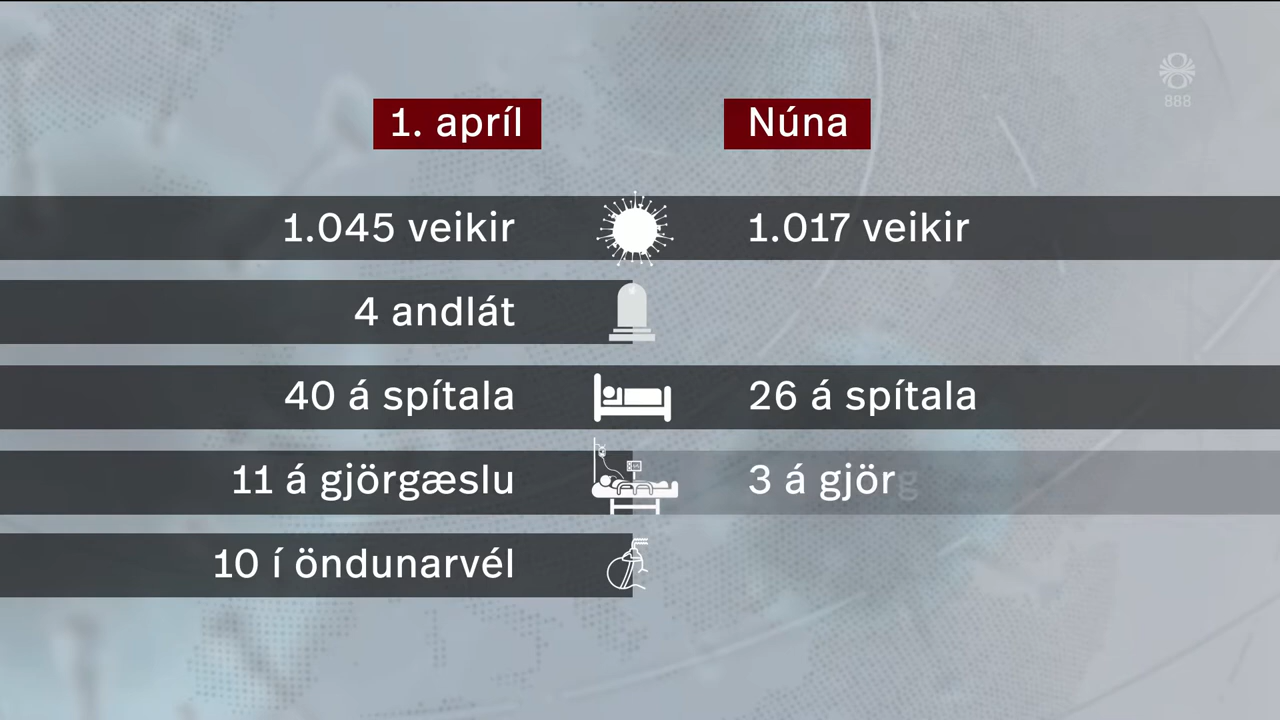 888
1. apríl Núna
1.045 veikir 1.017 veikir
4 andlát
40 á spítala 26 á spítala
11 á gjörgæslu 3 á gjörg
10 í öndunarvél